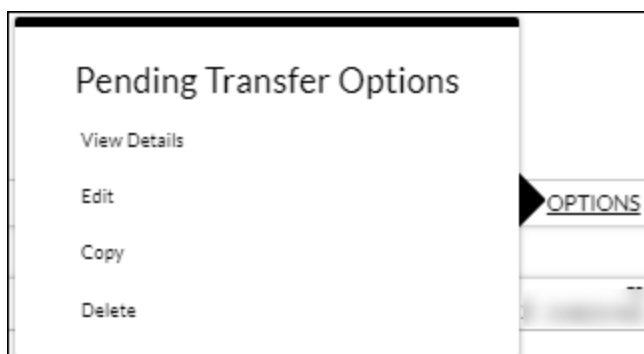 Pending Transfer Options
View Details
Edit
OPTIONS
Copy
Delete